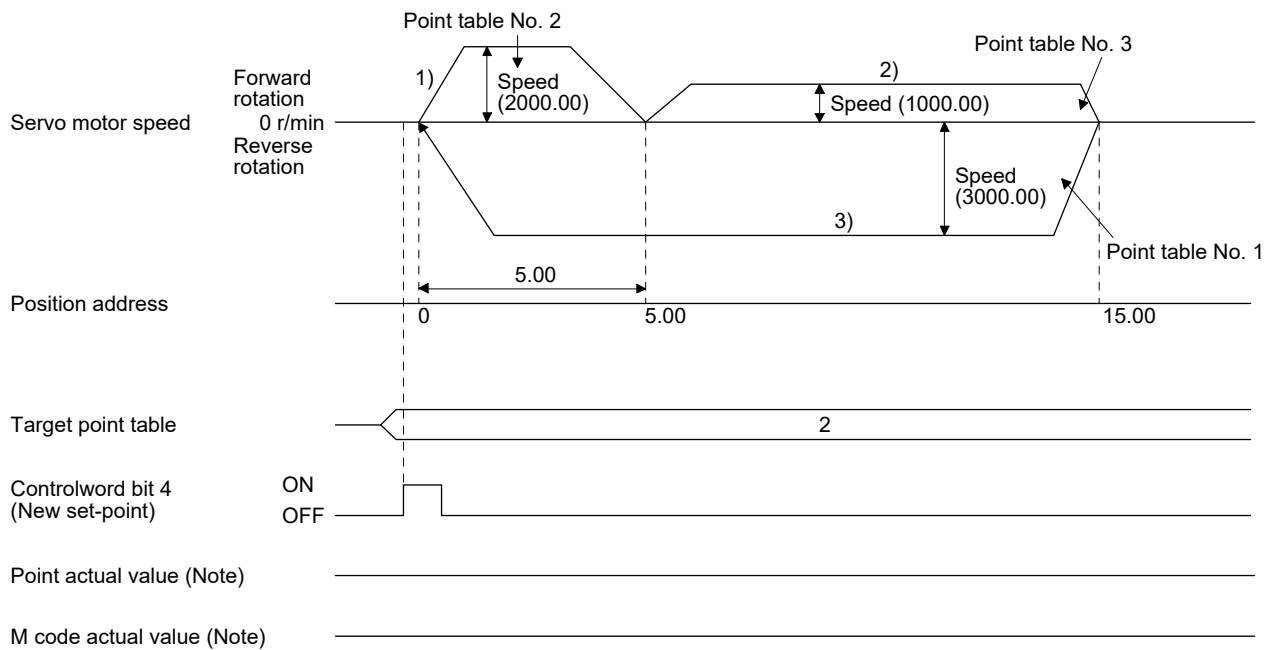 Point table No. 2
Point table No. 3
Forward
rotation
1)
Speed
(2000.00)
2)
Speed (1000.00)
Servo motor speed
0 r/min
Reverse
rotation
Speed
(3000.00)
3)
Point table No. 1
5.00
Position address
0
5.00
15.00
Target point table
2
Controlword bit 4
(New set-point)
ON
OFF
Point actual value (Note)
M code actual value (Note)